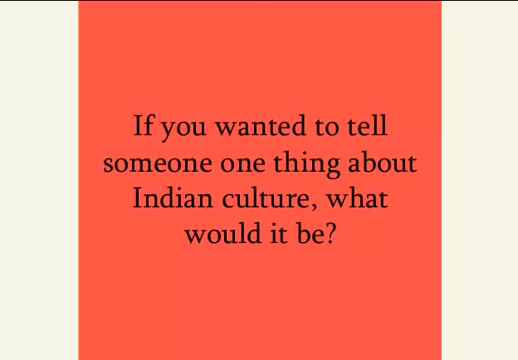 If you wanted to tell
someone one thing about
Indian culture, what
would it be?